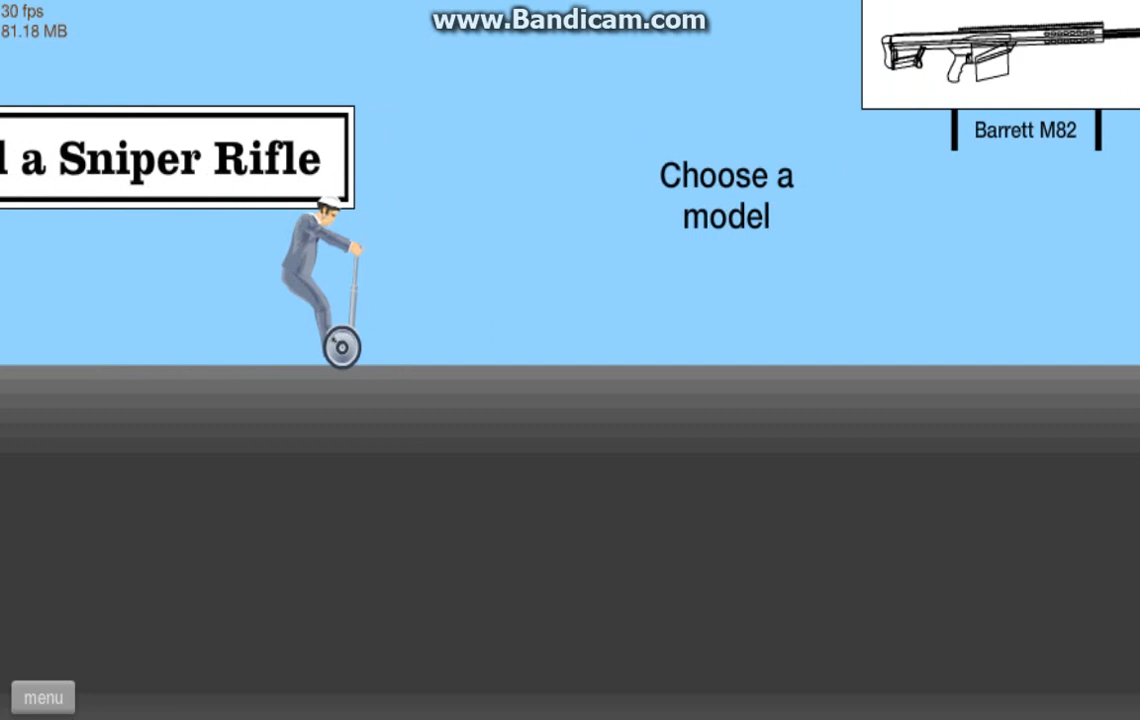 30 fps
81.18 MB
www.Bandicam.com
Barrett M82
a Sniper Rifle
Choose a
model
menu